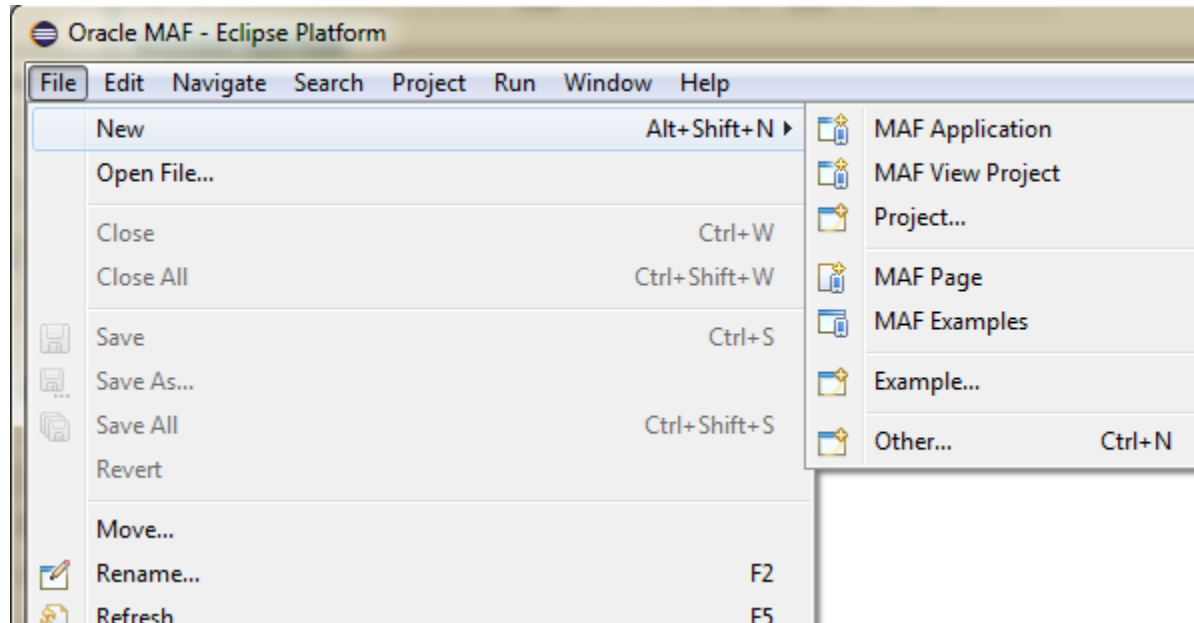 Oracle MAF - Eclipse Platform
File Edit Navigate Search Project Run Window Help
New Alt+Shift+N
Open File...
Close Ctrl+W
Close All Ctrl+Shift+W
Save Ctrl+S
Save As...
Save All Ctrl+Shift+S
Revert
Move...
Rename... F2
Refresh F5
MAF Application
MAF View Project
Project...
MAF Page
MAF Examples
Example...
Other... Ctrl+N